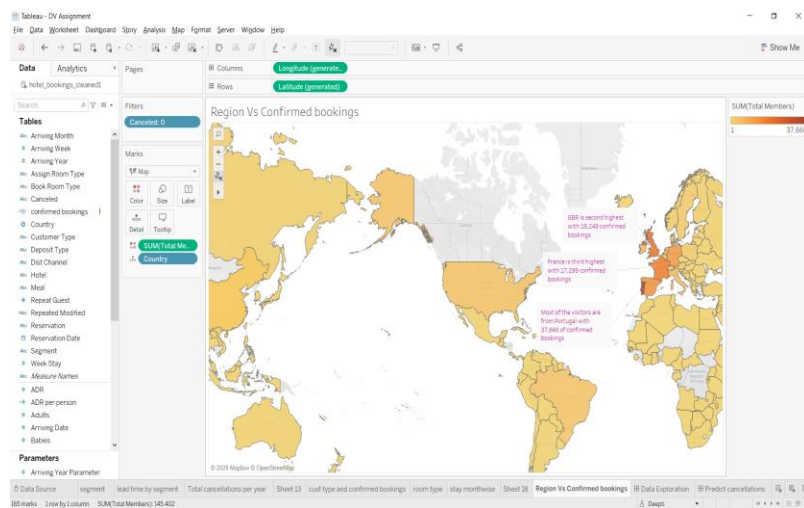 Tableau - DV Assignment
File Data Worksheet Dashboard Story Analysis Map Format Server Window Help
Show Me
Data Analytics
hotel_bookings_cleaned1
Search
Tables
Arriving Month
Arriving Week
Arriving Year
Assign Room Type
Book Room Type
Canceled
confirmed bookings
Country
Customer Type
Deposit Type
Dist Channel
Hotel
Meal
Repeat Guest
Repeated Modified
Reservation
Reservation Date
Segment
Week Stay
Measure Names
ADR
ADR per person
Adults
Arriving Date
Babies
Parameters
Arriving Year Parameter
Pages
Filters
Canceled: 0
Marks
Map
Color Size Label
Detail Tooltip
SUM(Total Me..
Country
Columns Longitude (generate..
Rows Latitude (generated)
Region Vs Confirmed bookings
GBR is second highest
with 19,249 confirmed
bookings
France is third highest
with 17,299 confirmed
bookings
Most of the visitors are
from Portugal with
37,660 of confirmed
bookings
© 2020 Mapbox © OpenStreetMap
SUM(Total Members)
1 37,66
Data Source segment lead time by segment Total cancellations per year Sheet 13 cust type and confirmed bookings room type stay monthwise Sheet 18 Region Vs Confirmed bookings Data Exploration Predict cancellations
165 marks 1 row by 1 column SUM(Total Members): 145,402
Deepti